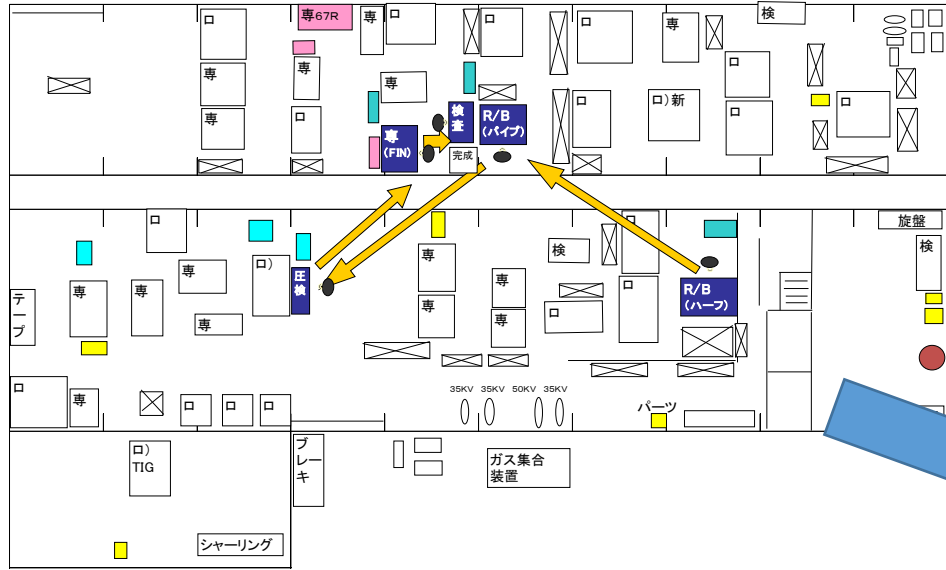 ロ
専
専
専67R
専
ロ
専
ロ
ロ
専
専
(FIN)
検
査
完成
R/B
(パイプ)
ロ
ロ
専
ロ)新
ロ
ロ
検
ロ
ロ
専
専
専
専
ロ)
圧
検
専
専
専
専
検
ロ
ロ
ロ
R/B
(ハーフ)
旋盤
検
テ
ー
プ
ロ
専
ロ
ロ
ロ
35KV
35KV
50KV
35KV
パーツ
ロ)
TIG
ブ
レ
ー
キ
ガス集合
装置
シャーリング